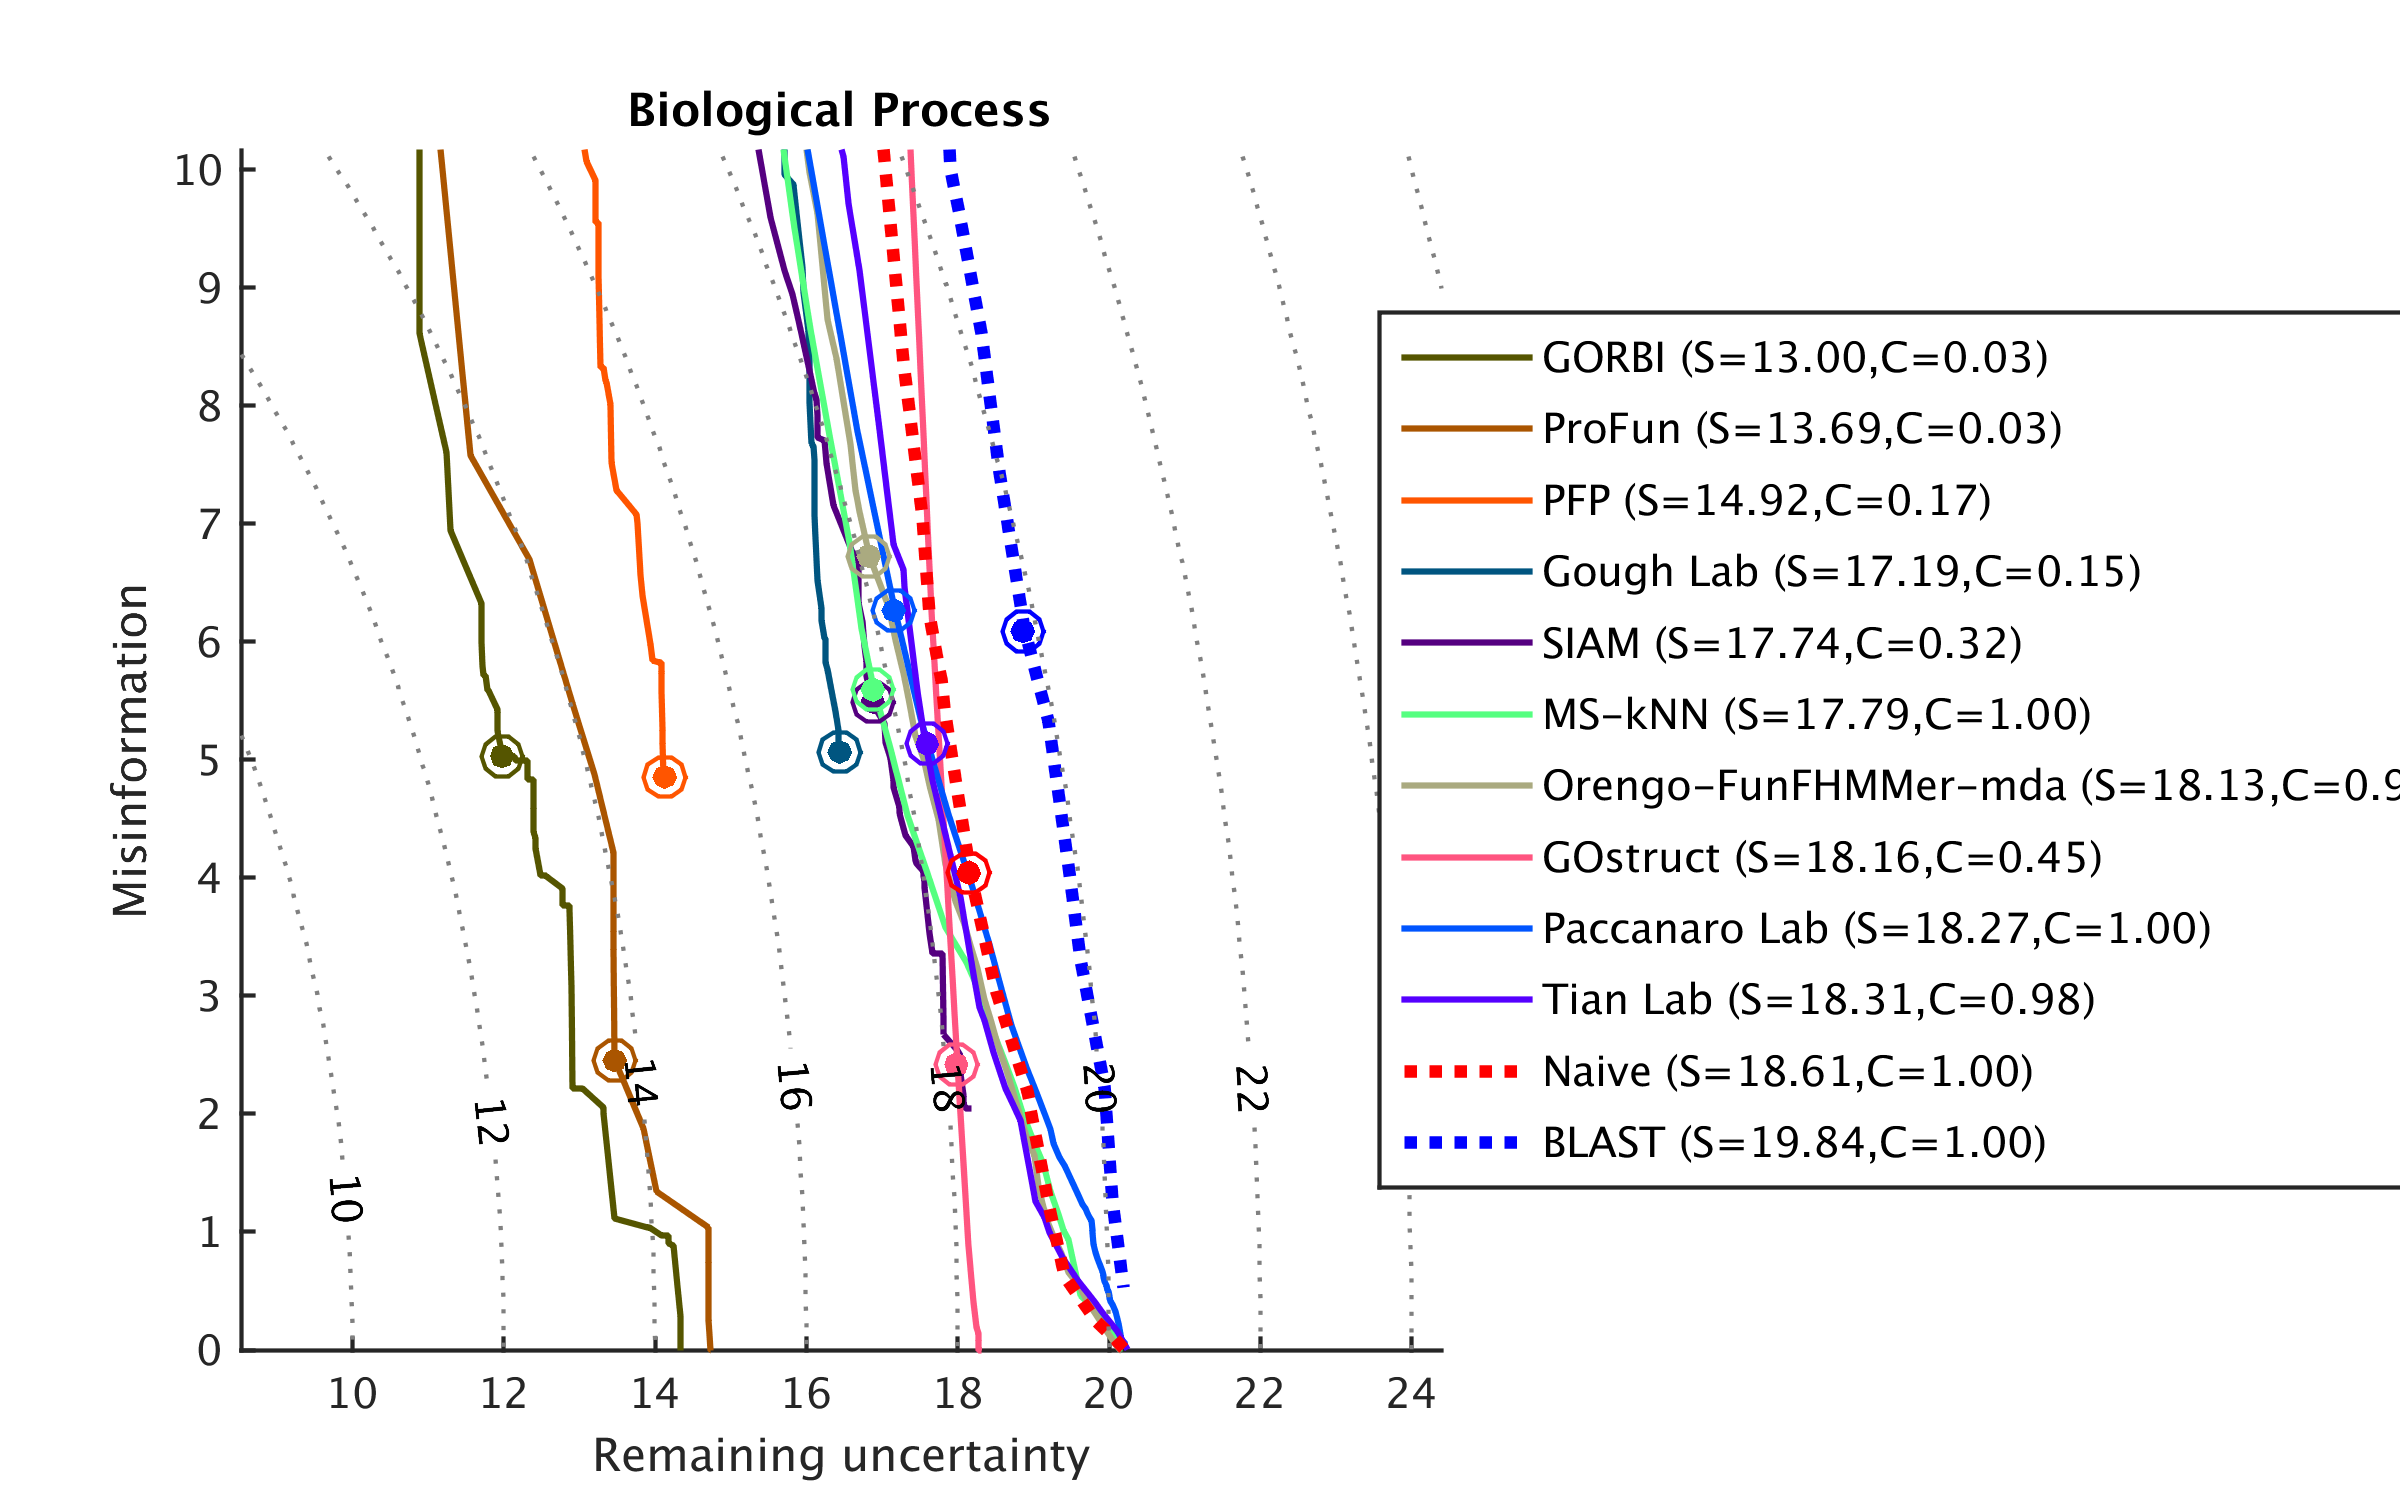 Biological Process
Misinformation
10
9
8
7
6
5
4
3
2
1
0
10
12
14
16
18
20
22
10
12
14
16
18
20
22
24
Remaining uncertainty
GORBI (S=13.00,C=0.03)
ProFun (S=13.69,C=0.03)
PFP (S=14.92,C=0.17)
Gough Lab (S=17.19,C=0.15)
SIAM (S=17.74,C=0.32)
MS-kNN (S=17.79,C=1.00)
Orengo-FunFHMMer-mda (S=18.13,C=0.9
GOstruct (S=18.16,C=0.45)
Paccanaro Lab (S=18.27,C=1.00)
Tian Lab (S=18.31,C=0.98)
Naive (S=18.61,C=1.00)
BLAST (S=19.84,C=1.00)